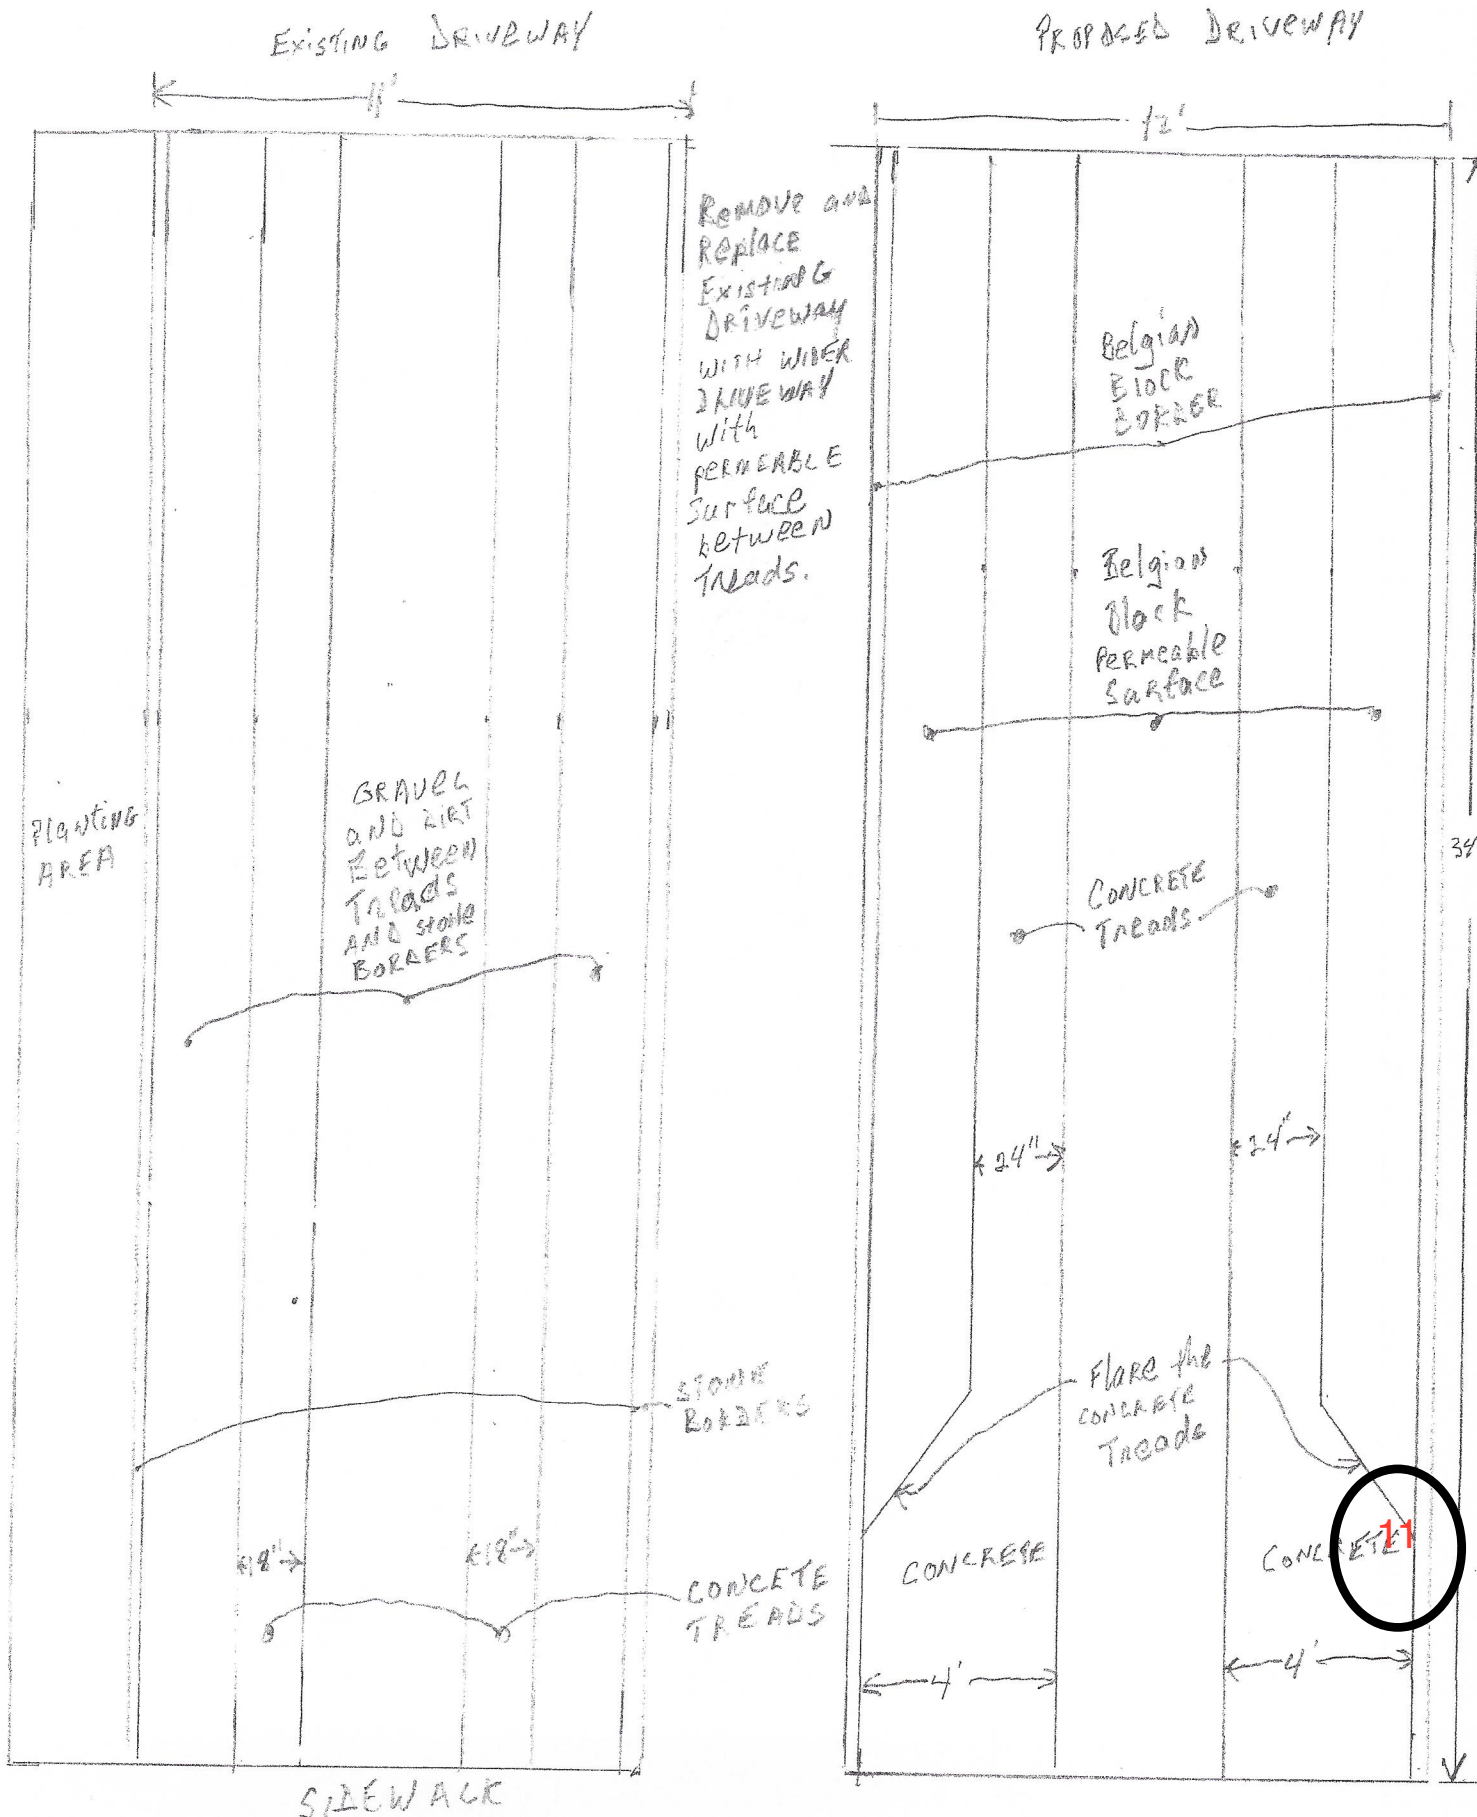 EXISTING DRIVEWAY
11'
PROPOSED DRIVEWAY
12'
REMOVE AND
REPLACE
EXISTING
DRIVEWAY
WITH WIDER
DRIVEWAY
with
PERMEABLE
Surface
between
Treads.
Belgian
Block
BORDER
Belgian
Block
PERMeable
Surface
Planting
AREA
GRAVEL
AND DIRT
Between
Treads
AND stone
BORDERS
34
CONCRETE
Treads
24"
24"
STONE
BORDERS
Flare the
CONCRETE
Treads
18"
18"
CONCETE
TREADS
CONCRETE
CONCRETE
11
4'
4'
SIDEWALK